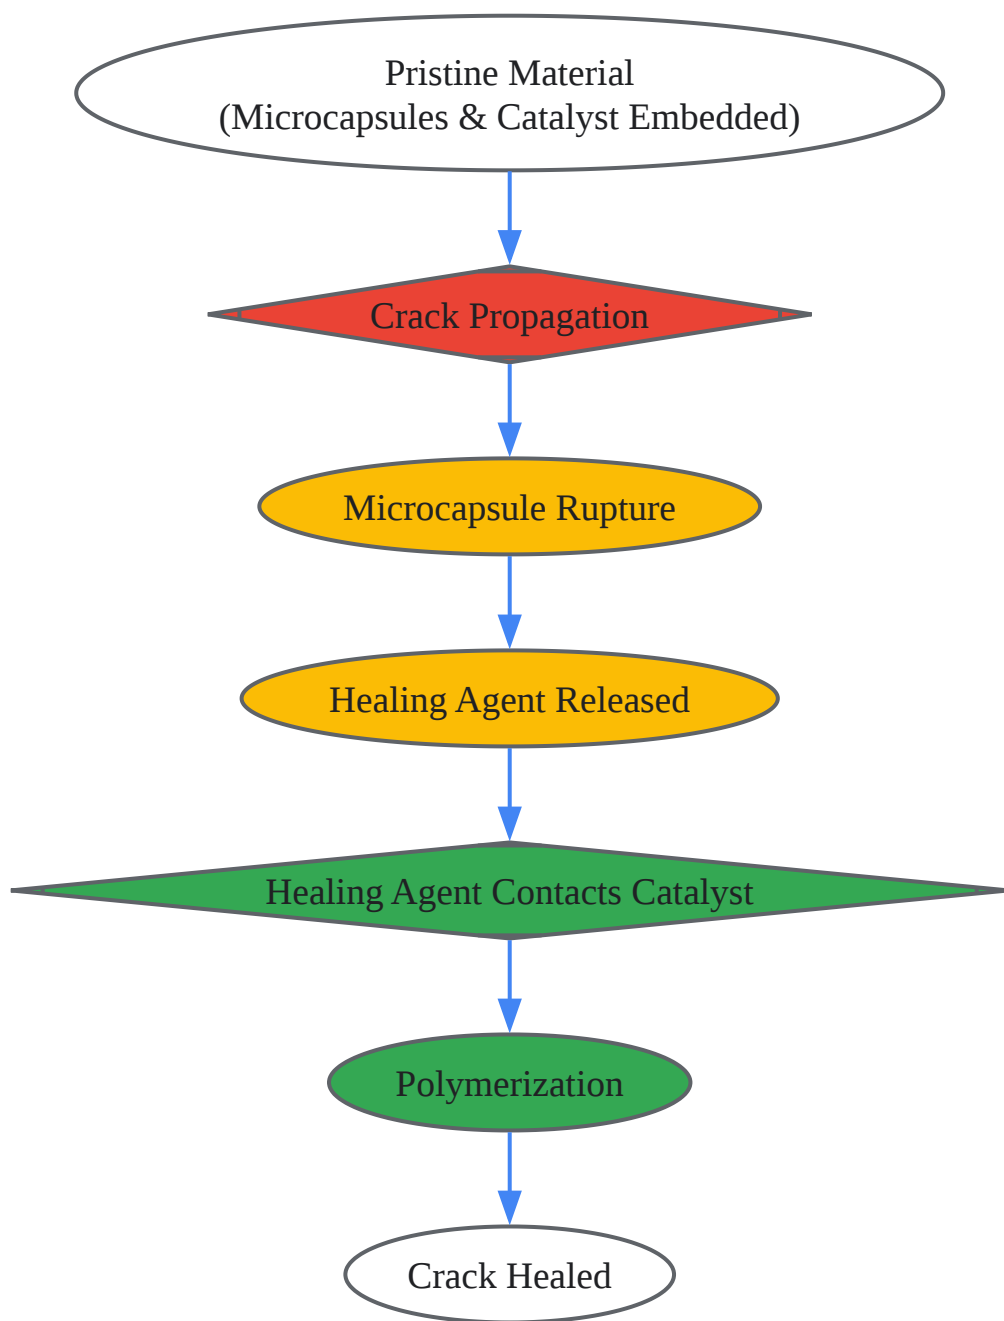 Pristine Material
(Microcapsules & Catalyst Embedded)
Crack Propagation
Microcapsule Rupture
Healing Agent Released
Healing Agent Contacts Catalyst
Polymerization
Crack Healed